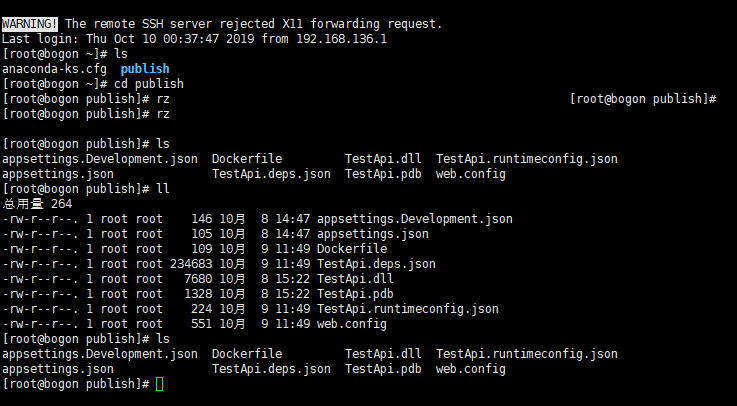 WARNING! The remote SSH server rejected X11 forwarding request.
Last login: Thu Oct 10 00:37:47 2019 from 192.168.136.1
[root@bogon ~]# ls
anaconda-ks.cfg  publish
[root@bogon ~]# cd publish
[root@bogon publish]# rz                                                         [root@bogon publish]#
[root@bogon publish]# rz

[root@bogon publish]# ls
appsettings.Development.json  Dockerfile         TestApi.dll  TestApi.runtimeconfig.json
appsettings.json              TestApi.deps.json  TestApi.pdb  web.config
[root@bogon publish]# ll
总用量 264
-rw-r--r--. 1 root root    146 10月  8 14:47 appsettings.Development.json
-rw-r--r--. 1 root root    105 10月  8 14:47 appsettings.json
-rw-r--r--. 1 root root    109 10月  9 11:49 Dockerfile
-rw-r--r--. 1 root root 234683 10月  9 11:49 TestApi.deps.json
-rw-r--r--. 1 root root   7680 10月  8 15:22 TestApi.dll
-rw-r--r--. 1 root root   1328 10月  8 15:22 TestApi.pdb
-rw-r--r--. 1 root root    224 10月  9 11:49 TestApi.runtimeconfig.json
-rw-r--r--. 1 root root    551 10月  9 11:49 web.config
[root@bogon publish]# ls
appsettings.Development.json  Dockerfile         TestApi.dll  TestApi.runtimeconfig.json
appsettings.json              TestApi.deps.json  TestApi.pdb  web.config
[root@bogon publish]#